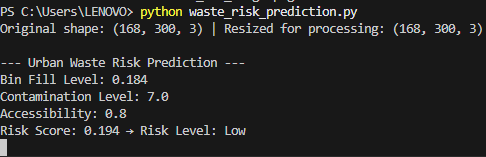 PS C:\Users\LENOVO> python waste_risk_prediction.py
Original shape: (168, 300, 3) | Resized for processing: (168, 300, 3)
--- Urban Waste Risk Prediction ---
Bin Fill Level: 0.184
Contamination Level: 7.0
Accessibility: 0.8
Risk Score: 0.194 → Risk Level: Low